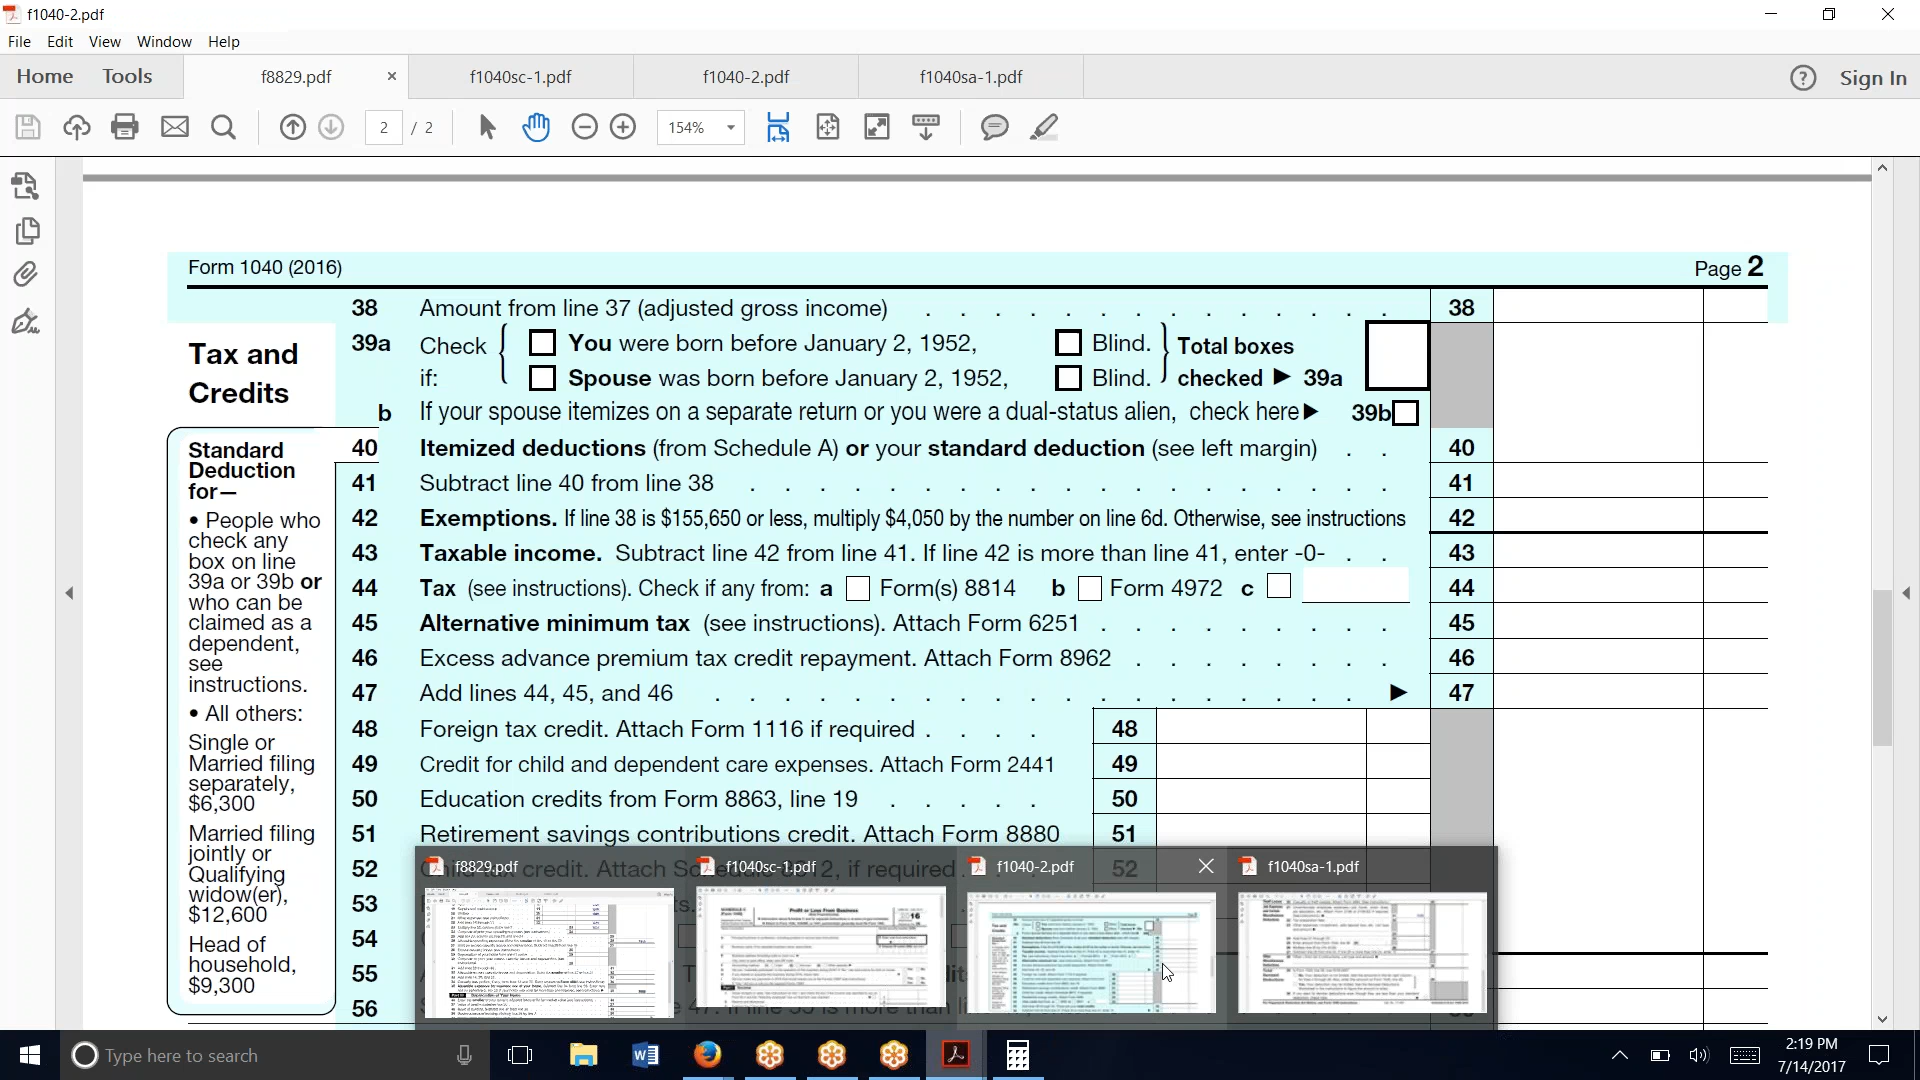 f1040-2.pdf
File Edit View Window Help
Home Tools f8829.pdf × f1040sc-1.pdf f1040-2.pdf f1040sa-1.pdf ? Sign In
2 / 2 154%
Form 1040 (2016) Page 2
Tax and
Credits
Standard
Deduction
for—
• People who
check any
box on line
39a or 39b or
who can be
claimed as a
dependent,
see
instructions.
• All others:
Single or
Married filing
separately,
$6,300
Married filing
jointly or
Qualifying
widow(er),
$12,600
Head of
household,
$9,300
38 Amount from line 37 (adjusted gross income) . . . . . . . . . . . . . . 38
39a Check { You were born before January 2, 1952, Blind. } Total boxes
if: Spouse was born before January 2, 1952, Blind. checked ▶ 39a
b If your spouse itemizes on a separate return or you were a dual-status alien, check here ▶ 39b
40 Itemized deductions (from Schedule A) or your standard deduction (see left margin) . . 40
41 Subtract line 40 from line 38 . . . . . . . . . . . . . . . . . . . 41
42 Exemptions. If line 38 is $155,650 or less, multiply $4,050 by the number on line 6d. Otherwise, see instructions 42
43 Taxable income. Subtract line 42 from line 41. If line 42 is more than line 41, enter -0- . . 43
44 Tax (see instructions). Check if any from: a Form(s) 8814 b Form 4972 c 44
45 Alternative minimum tax (see instructions). Attach Form 6251 . . . . . . . . . 45
46 Excess advance premium tax credit repayment. Attach Form 8962 . . . . . . . . 46
47 Add lines 44, 45, and 46 . . . . . . . . . . . . . . . . . . . ▶ 47
48 Foreign tax credit. Attach Form 1116 if required . . . . 48
49 Credit for child and dependent care expenses. Attach Form 2441 49
50 Education credits from Form 8863, line 19 . . . . . 50
51 Retirement savings contributions credit. Attach Form 8880 51
52 credit. Attach if required 52
53
54
55
56
f8829.pdf f1040sc-1.pdf f1040-2.pdf f1040sa-1.pdf
Profit or Loss From Business
16
Type here to search
2:19 PM
7/14/2017